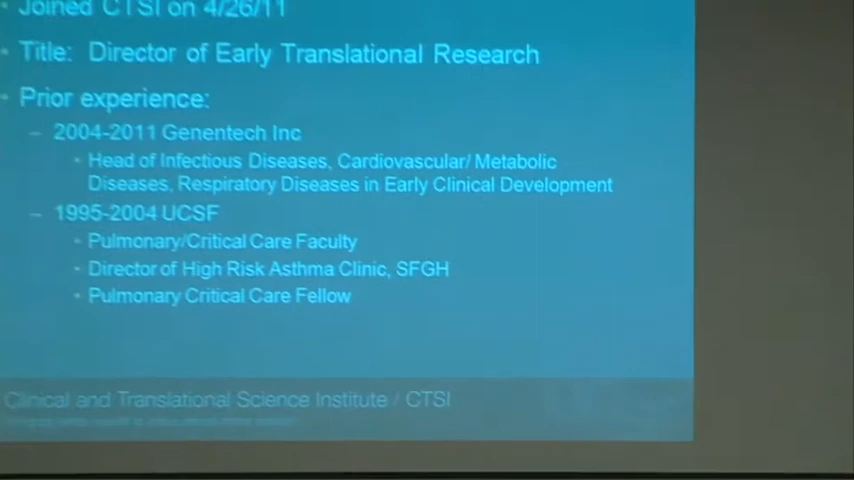 • Joined CTSI on 4/26/11
• Title: Director of Early Translational Research
• Prior experience:
– 2004-2011 Genentech Inc
• Head of Infectious Diseases, Cardiovascular/ Metabolic
Diseases, Respiratory Diseases in Early Clinical Development
– 1995-2004 UCSF
• Pulmonary/Critical Care Faculty
• Director of High Risk Asthma Clinic, SFGH
• Pulmonary Critical Care Fellow
Clinical and Translational Science Institute / CTSI